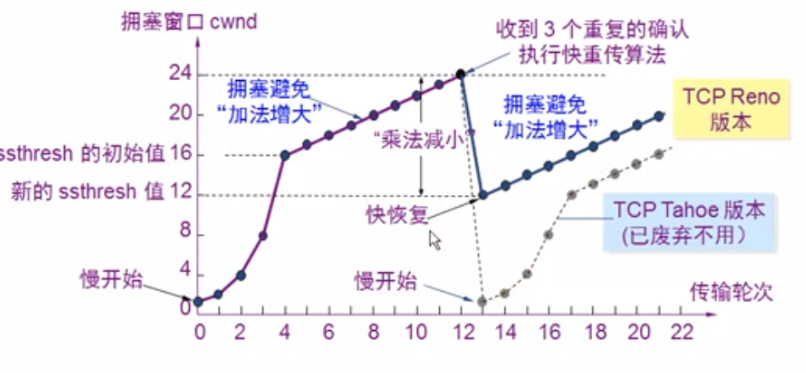 拥塞窗口 cwnd
收到 3 个重复的确认
执行快重传算法
24
拥塞避免
“加法增大”
拥塞避免
“加法增大”
TCP Reno
版本
20
“乘法减小”
ssthresh 的初始值 16
新的 ssthresh 值 12
快恢复
TCP Tahoe 版本
(已废弃不用)
8
慢开始
4
慢开始
传输轮次
0
0 2 4 6 8 10 12 14 16 18 20 22